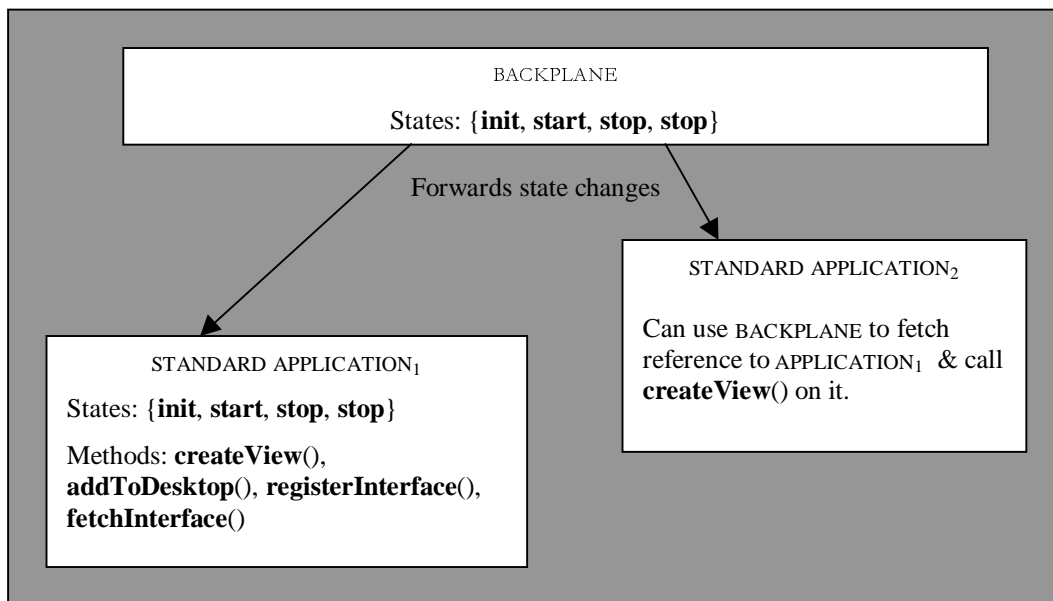 BACKPLANE
States: {init, start, stop, stop}
Forwards state changes
STANDARD APPLICATION₂
Can use BACKPLANE to fetch
reference to APPLICATION₁ & call
createView() on it.
STANDARD APPLICATION₁
States: {init, start, stop, stop}
Methods: createView(),
addToDesktop(), registerInterface(),
fetchInterface()